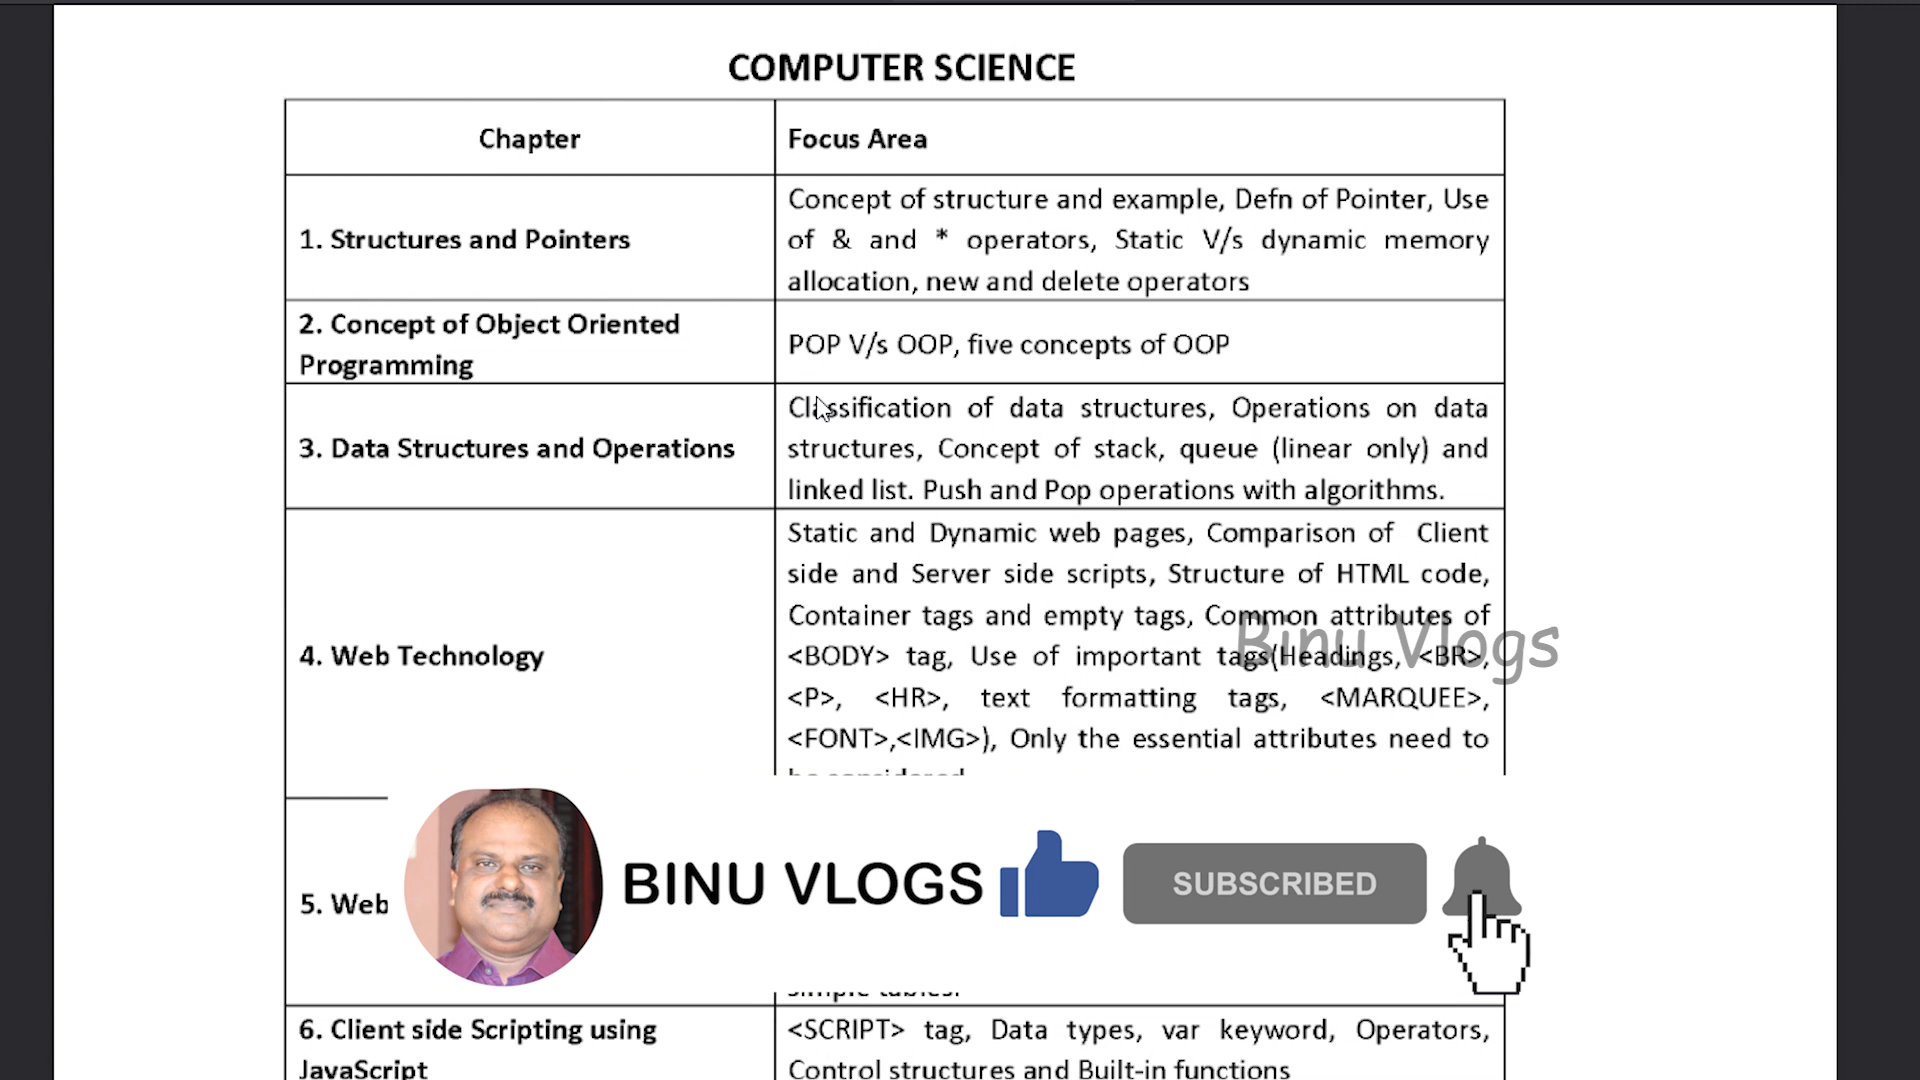 COMPUTER SCIENCE
Chapter
Focus Area
1. Structures and Pointers
Concept of structure and example, Defn of Pointer, Use
of & and * operators, Static V/s dynamic memory
allocation, new and delete operators
2. Concept of Object Oriented
Programming
POP V/s OOP, five concepts of OOP
3. Data Structures and Operations
Classification of data structures, Operations on data
structures, Concept of stack, queue (linear only) and
linked list. Push and Pop operations with algorithms.
4. Web Technology
Static and Dynamic web pages, Comparison of Client
side and Server side scripts, Structure of HTML code,
Container tags and empty tags, Common attributes of
<BODY> tag, Use of important tags(Headings, <BR>,
<P>, <HR>, text formatting tags, <MARQUEE>,
<FONT>,<IMG>), Only the essential attributes need to
be considered
Binu Vlogs
5. Web
BINU VLOGS
SUBSCRIBED
simple tables.
6. Client side Scripting using
JavaScript
<SCRIPT> tag, Data types, var keyword, Operators,
Control structures and Built-in functions